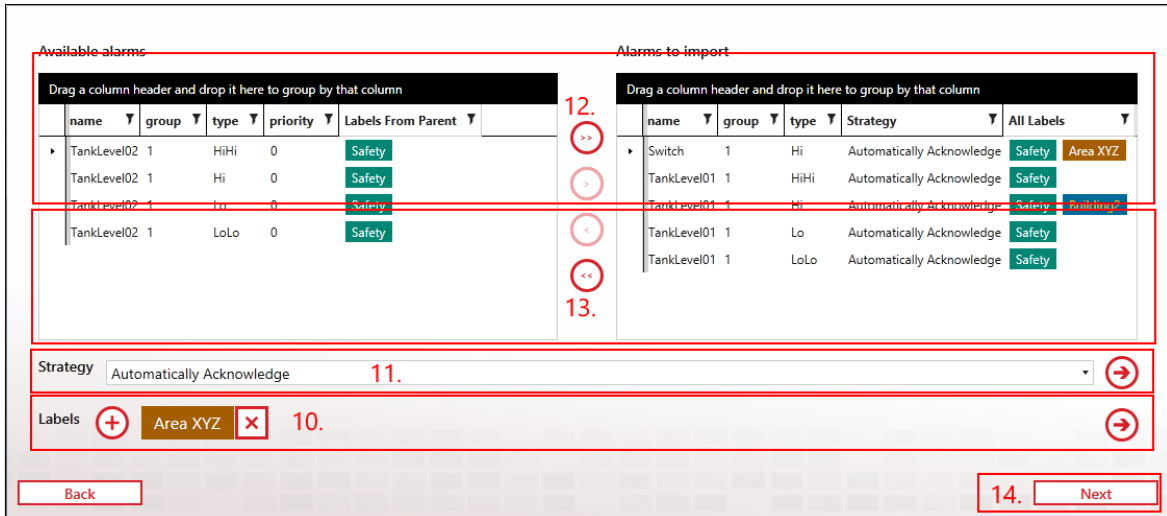 Available alarms
Alarms to import
Drag a column header and drop it here to group by that column
Drag a column header and drop it here to group by that column
name group type priority Labels From Parent
name group type Strategy All Labels
TankLevel02 1 HiHi 0 Safety
TankLevel02 1 Hi 0 Safety
TankLevel02 1 Lo 0 Safety
TankLevel02 1 LoLo 0 Safety
12.
>>
>
<
<<
13.
Switch 1 Hi Automatically Acknowledge Safety Area XYZ
TankLevel01 1 HiHi Automatically Acknowledge Safety
TankLevel01 1 Hi Automatically Acknowledge Safety Building2
TankLevel01 1 Lo Automatically Acknowledge Safety
TankLevel01 1 LoLo Automatically Acknowledge Safety
Strategy Automatically Acknowledge 11.
Labels Area XYZ 10.
Back
14. Next